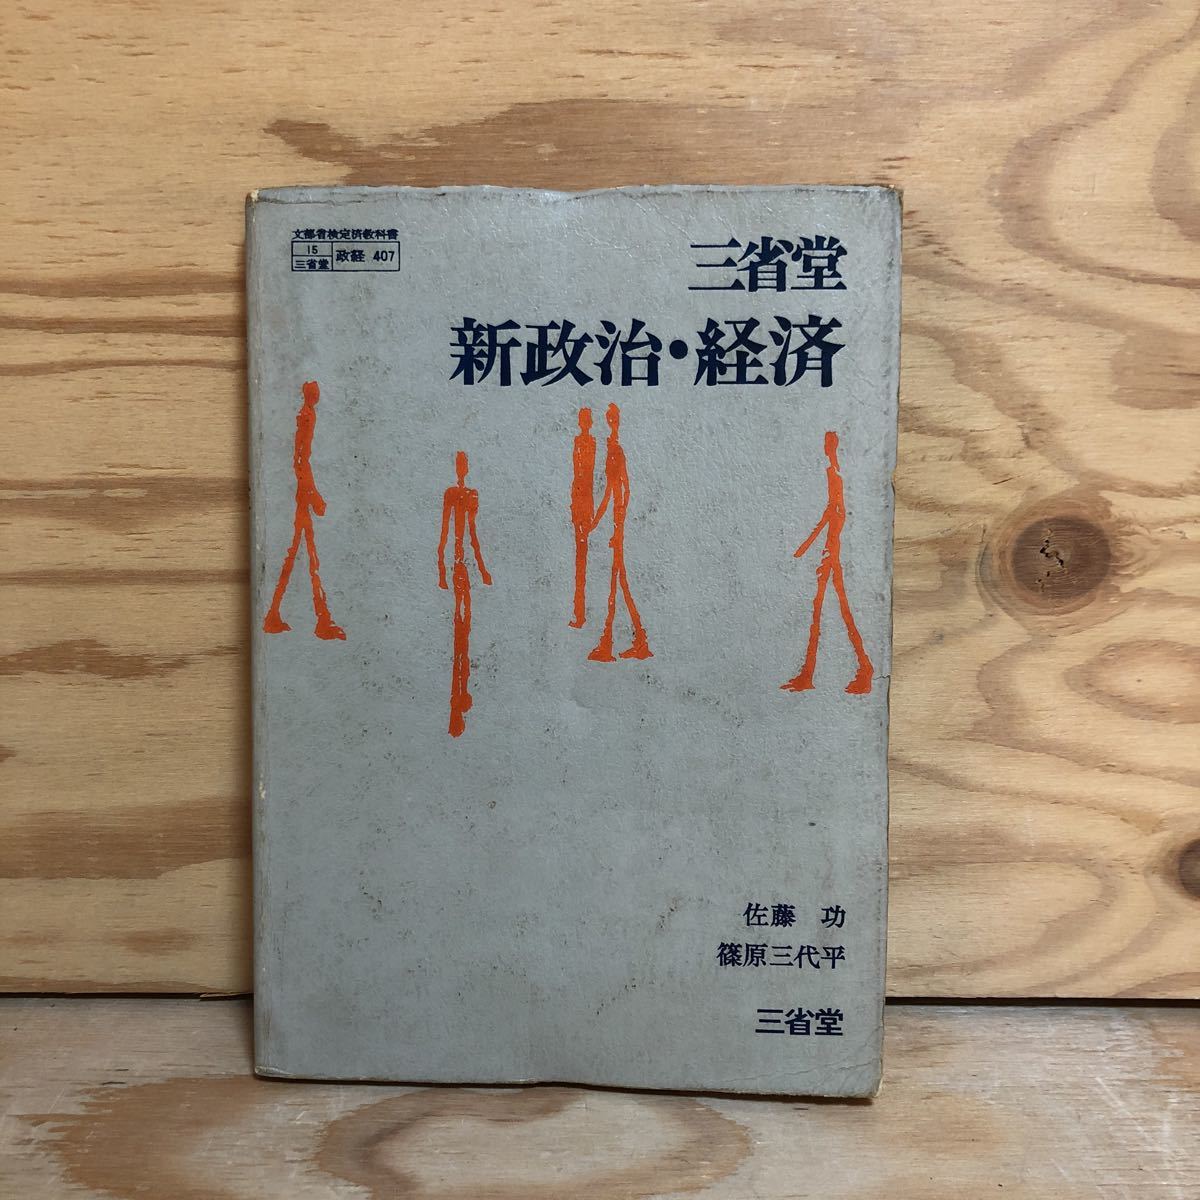 文部省検定済教科書
15
三省堂
政経 407
三省堂
新政治・経済
佐藤 功
篠原三代平
三省堂